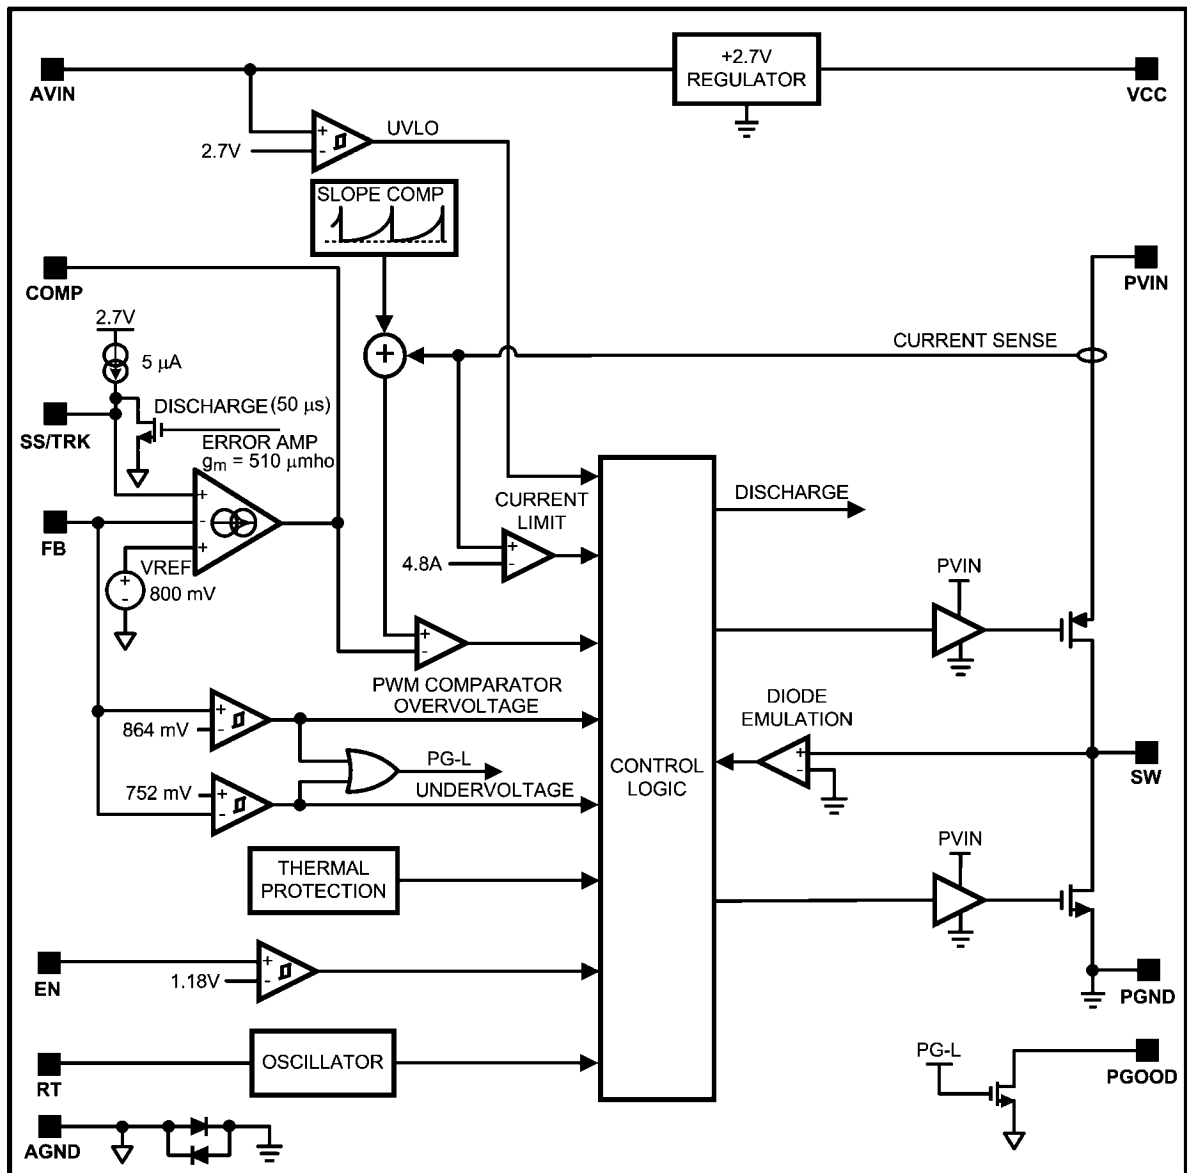 +2.7V
REGULATOR
AVIN
VCC
UVLO
+
-
2.7V
SLOPE COMP
COMP
PVIN
2.7V
5 µA
+
CURRENT SENSE
DISCHARGE (50 µs)
SS/TRK
ERROR AMP
gm = 510 µmho
+
-
+
FB
VREF
+
-
800 mV
CURRENT
LIMIT
+
-
4.8A
DISCHARGE
PVIN
+
-
PWM COMPARATOR
OVERVOLTAGE
+
-
864 mV
PG-L
752 mV
+
-
UNDERVOLTAGE
CONTROL
LOGIC
DIODE
EMULATION
+
-
SW
THERMAL
PROTECTION
PVIN
EN
+
-
1.18V
PGND
RT
OSCILLATOR
PG-L
PGOOD
AGND